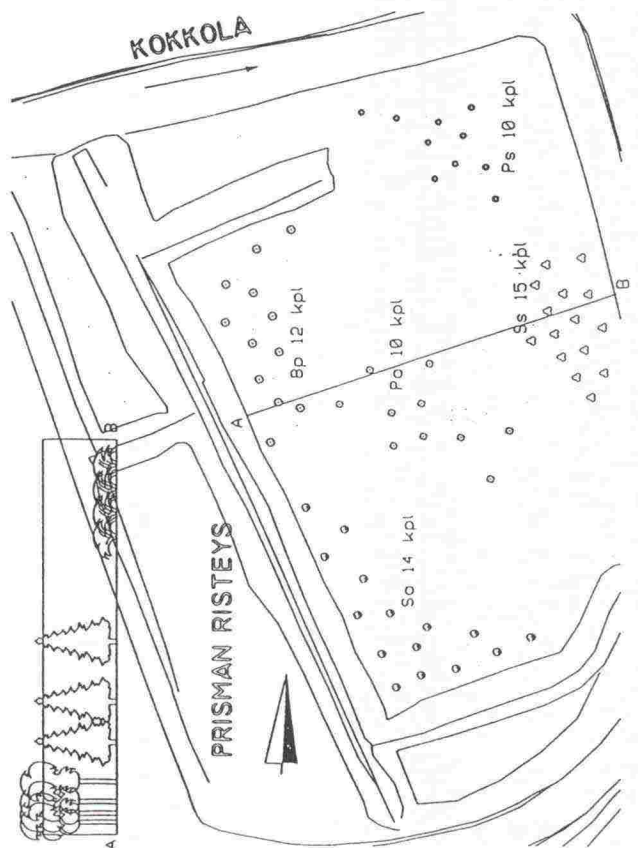 KOKKOLA
Ps 10 kpl
Bp 12 kpl
Pa 10 kpl
Ss 15 kpl
Sa 14 kpl
A
B
PRISMAN RISTEYS
A
B